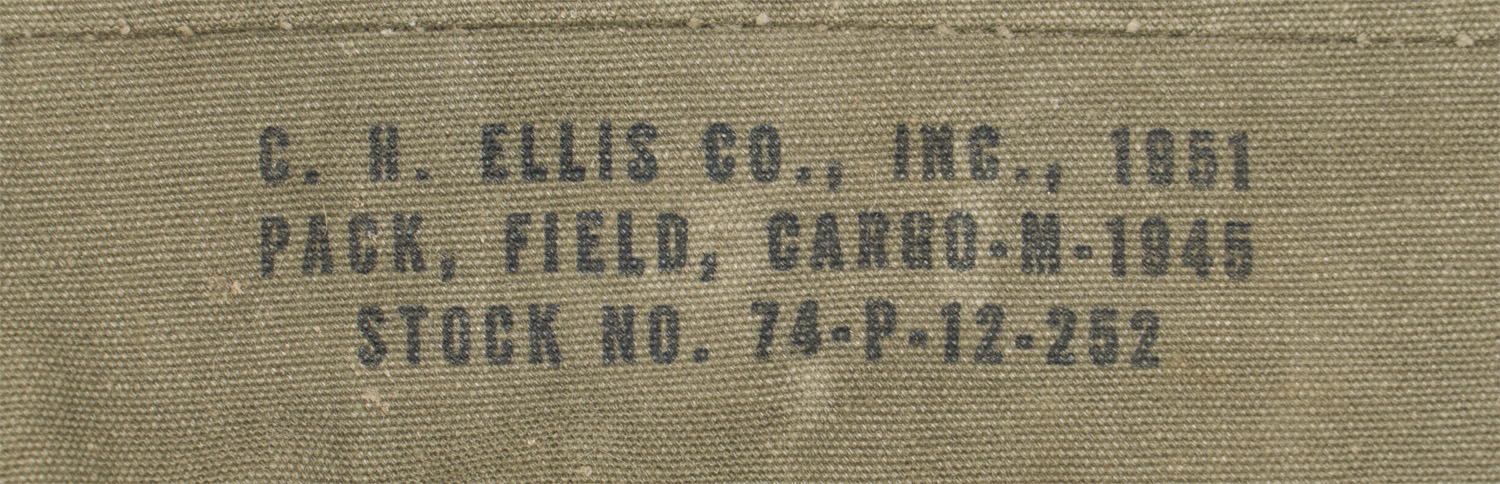 C. H. ELLIS CO., INC., 1951
PACK, FIELD, CARGO-M-1945
STOCK NO. 74-P-12-252